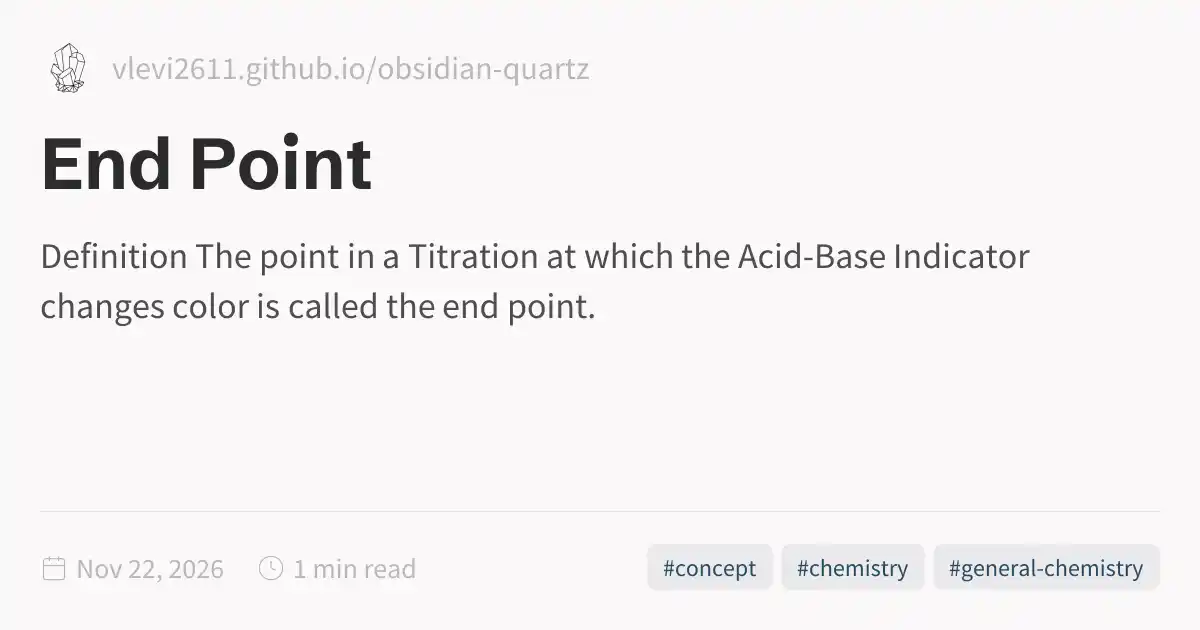 vlevi2611.github.io/obsidian-quartz
End Point
Definition The point in a Titration at which the Acid-Base Indicator
changes color is called the end point.
Nov 22, 2026 1 min read #concept #chemistry #general-chemistry